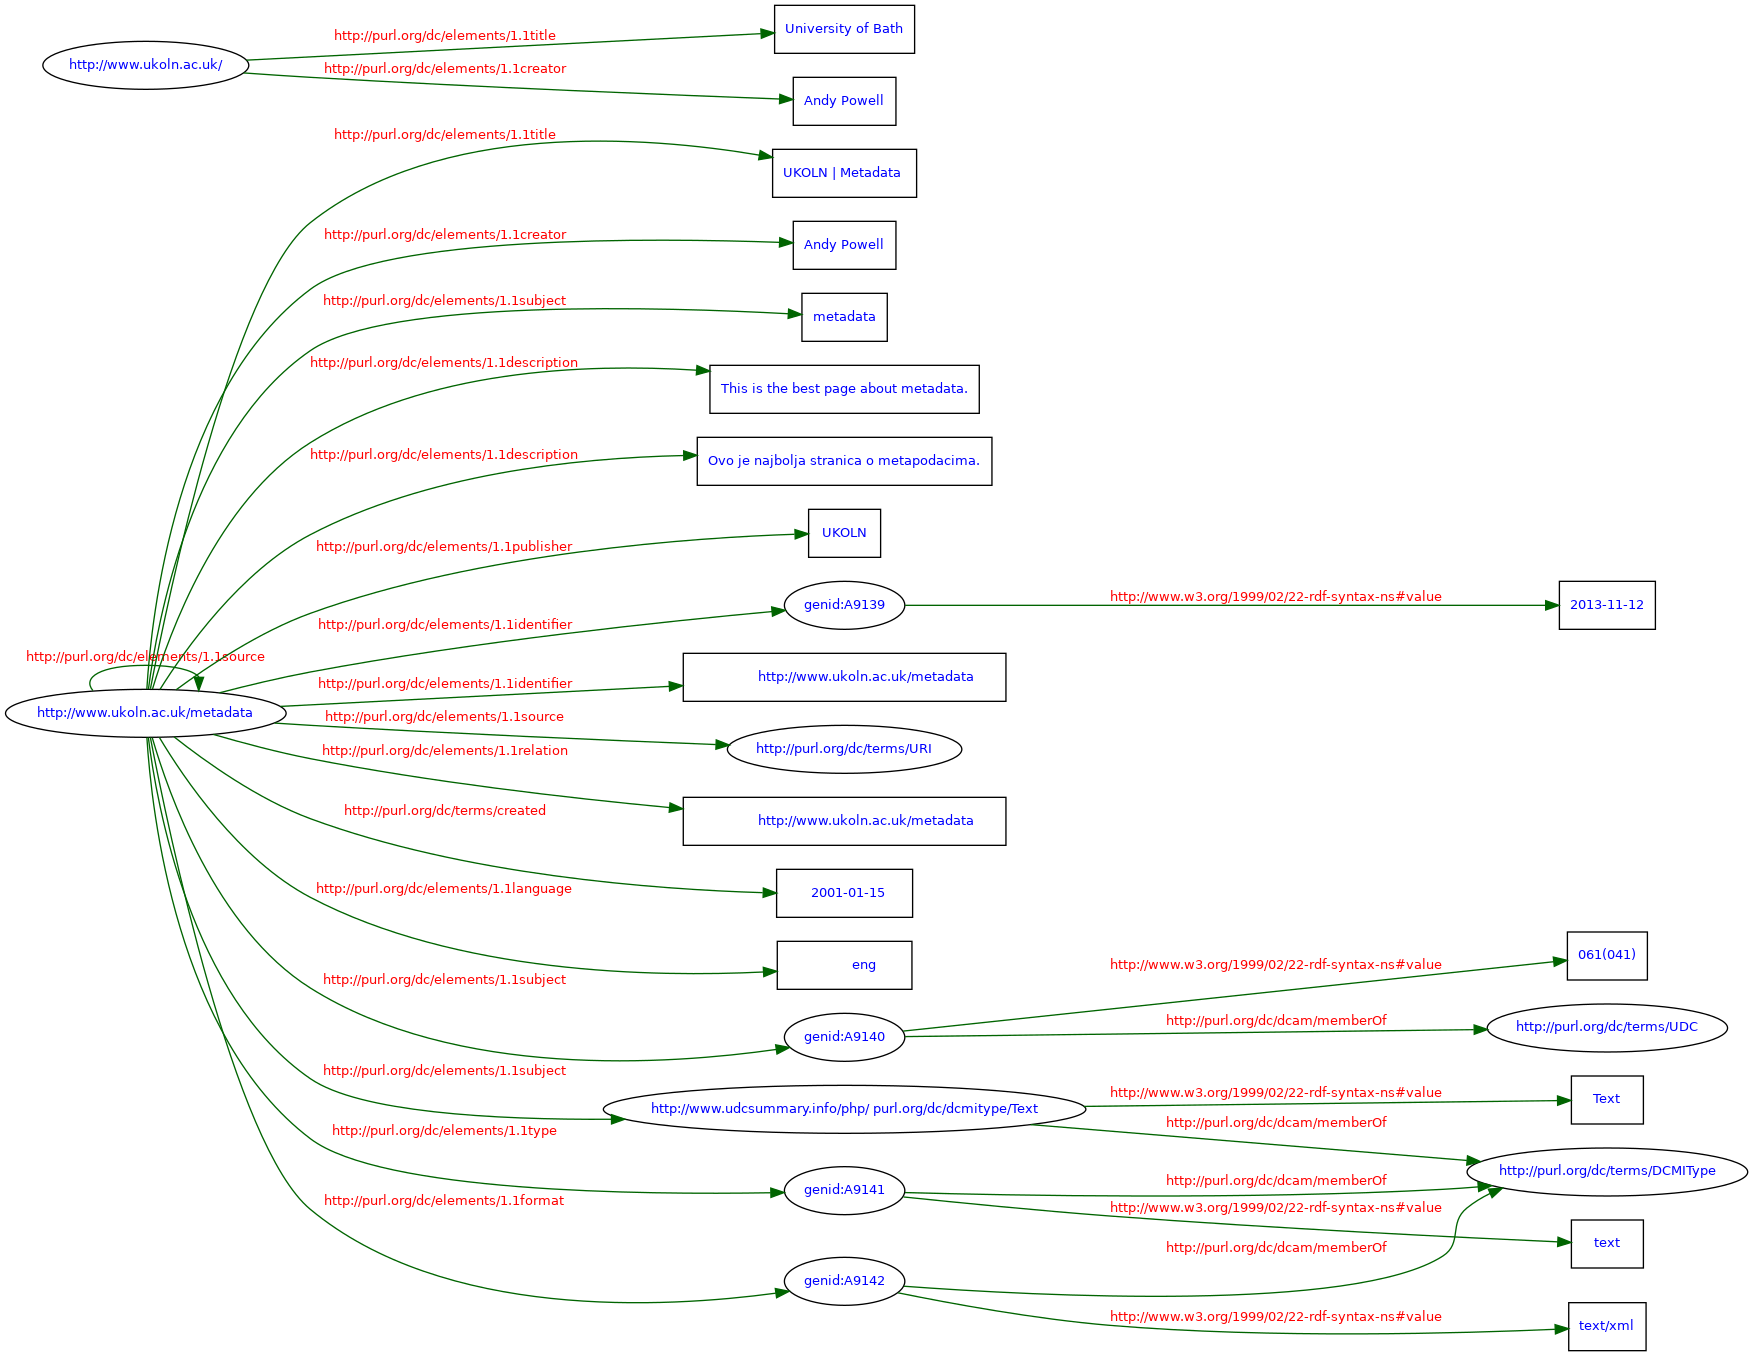 http://purl.org/dc/elements/1.1title
University of Bath
http://www.ukoln.ac.uk/
http://purl.org/dc/elements/1.1creator
Andy Powell
http://purl.org/dc/elements/1.1title
UKOLN | Metadata
http://purl.org/dc/elements/1.1creator
Andy Powell
http://purl.org/dc/elements/1.1subject
metadata
http://purl.org/dc/elements/1.1description
This is the best page about metadata.
http://purl.org/dc/elements/1.1description
Ovo je najbolja stranica o metapodacima.
http://purl.org/dc/elements/1.1publisher
UKOLN
http://purl.org/dc/elements/1.1identifier
genid:A9139
http://www.w3.org/1999/02/22-rdf-syntax-ns#value
2013-11-12
http://purl.org/dc/elements/1.1source
http://www.ukoln.ac.uk/metadata
http://purl.org/dc/elements/1.1identifier
http://www.ukoln.ac.uk/metadata
http://purl.org/dc/elements/1.1source
http://purl.org/dc/terms/URI
http://purl.org/dc/elements/1.1relation
http://www.ukoln.ac.uk/metadata
http://purl.org/dc/terms/created
2001-01-15
http://purl.org/dc/elements/1.1language
eng
http://purl.org/dc/elements/1.1subject
genid:A9140
http://www.w3.org/1999/02/22-rdf-syntax-ns#value
061(041)
http://purl.org/dc/dcam/memberOf
http://purl.org/dc/terms/UDC
http://purl.org/dc/elements/1.1subject
http://www.udcsummary.info/php/ purl.org/dc/dcmitype/Text
http://www.w3.org/1999/02/22-rdf-syntax-ns#value
Text
http://purl.org/dc/dcam/memberOf
http://purl.org/dc/terms/DCMIType
http://purl.org/dc/elements/1.1type
genid:A9141
http://purl.org/dc/dcam/memberOf
http://www.w3.org/1999/02/22-rdf-syntax-ns#value
text
http://purl.org/dc/elements/1.1format
genid:A9142
http://purl.org/dc/dcam/memberOf
http://www.w3.org/1999/02/22-rdf-syntax-ns#value
text/xml